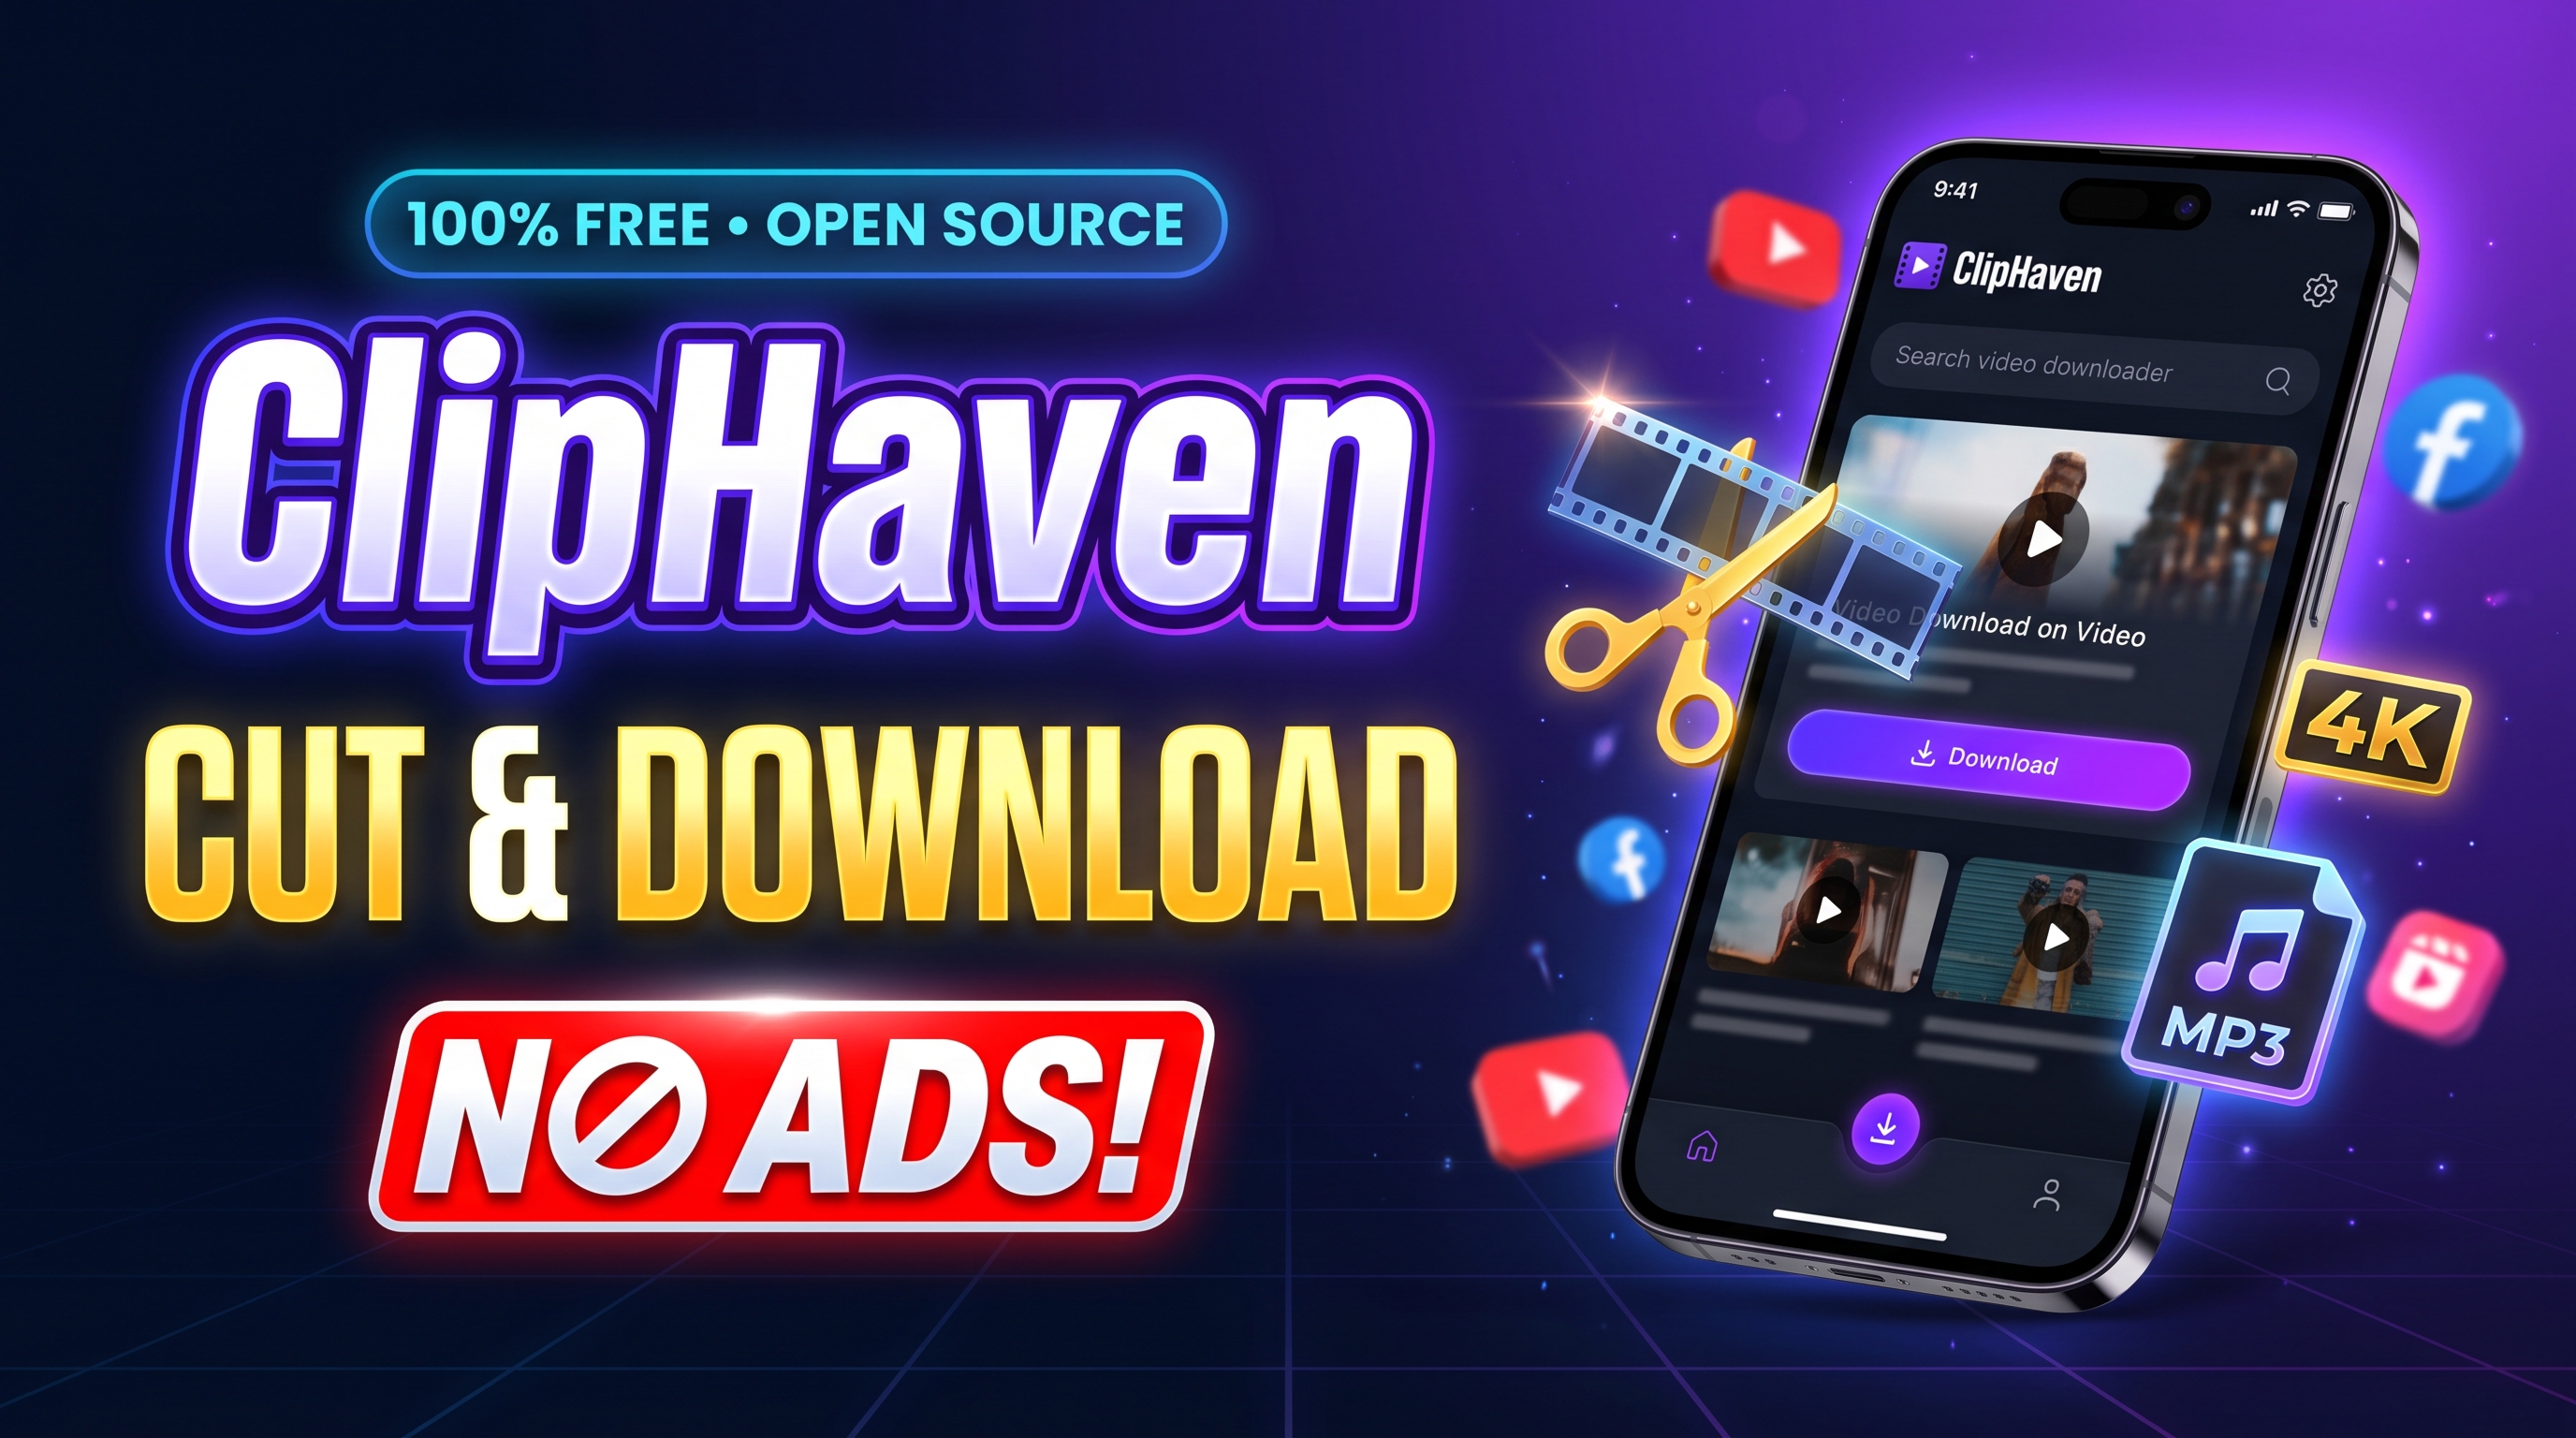 100% FREE • OPEN SOURCE
ClipHaven
CUT & DOWNLOAD
NO ADS!
9:41
ClipHaven
Search video downloader
Video Download on Video
Download
4K
MP3